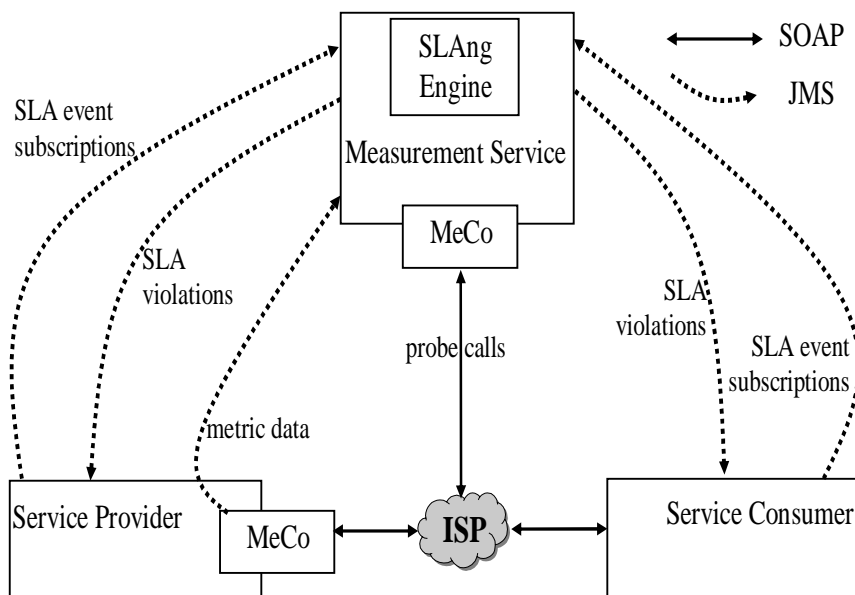 SLAng
Engine
Measurement Service
MeCo
SOAP
JMS
SLA event
subscriptions
SLA
violations
metric data
probe calls
SLA
violations
SLA event
subscriptions
Service Provider
MeCo
ISP
Service Consumer